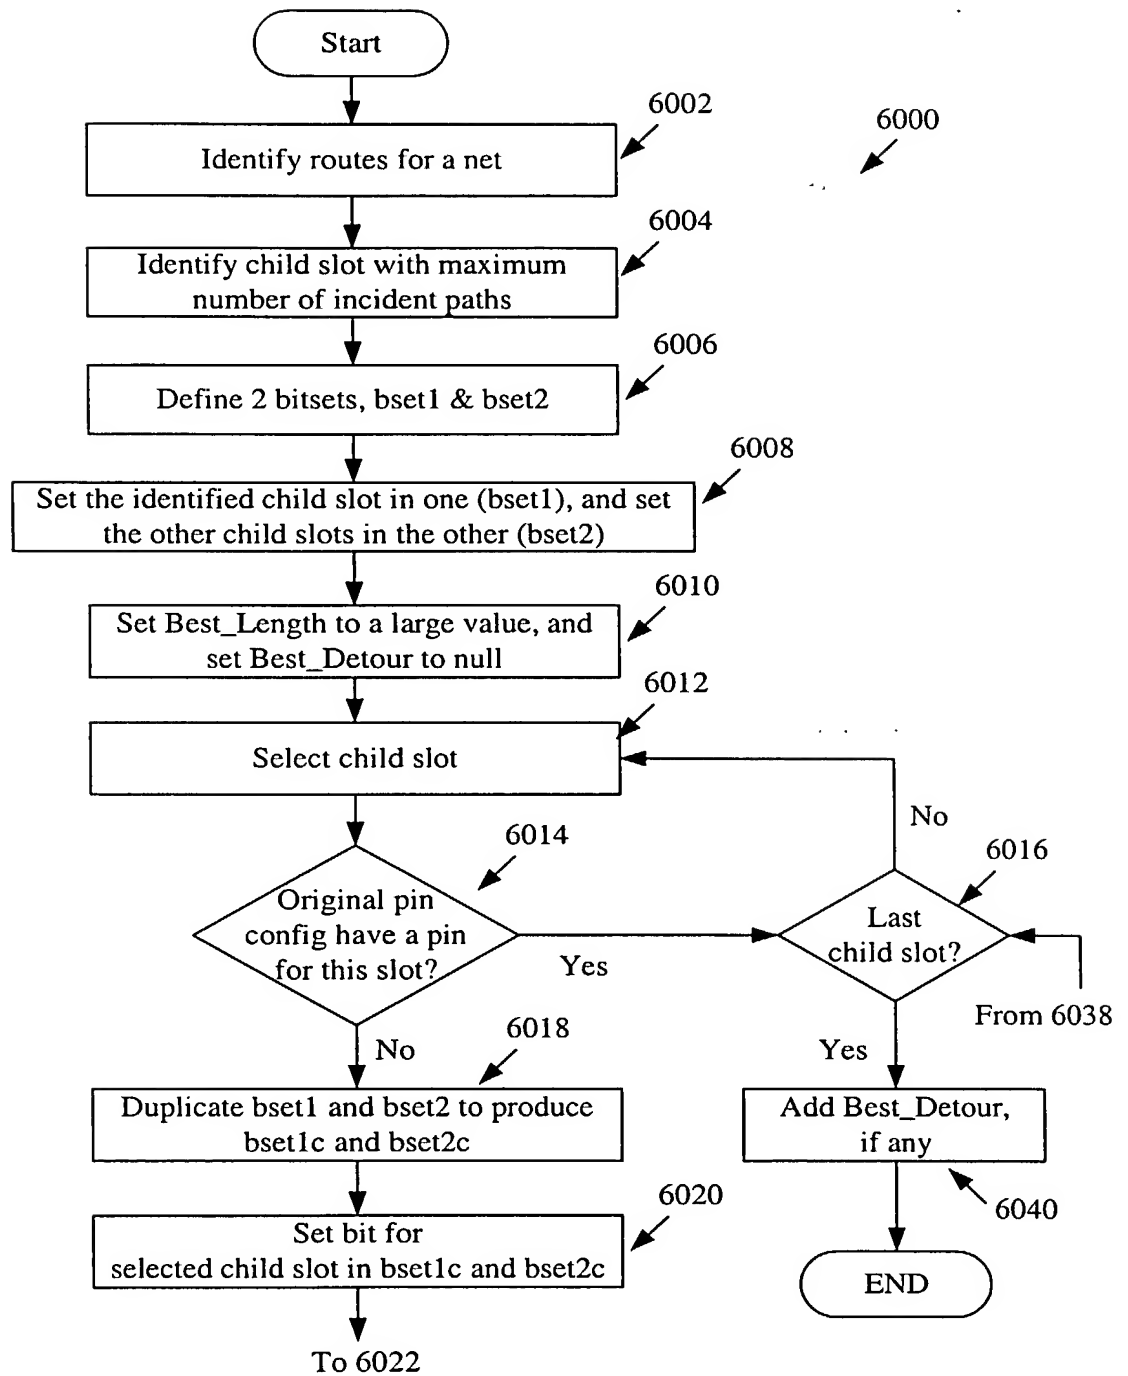 Start
6002
6000
Identify routes for a net
6004
Identify child slot with maximum
number of incident paths
6006
Define 2 bitsets, bset1 & bset2
6008
Set the identified child slot in one (bset1), and set
the other child slots in the other (bset2)
6010
Set Best_Length to a large value, and
set Best_Detour to null
6012
Select child slot
No
6014
6016
Original pin
config have a pin
for this slot?
Yes
Last
child slot?
From 6038
No
6018
Yes
Duplicate bset1 and bset2 to produce
bset1c and bset2c
Add Best_Detour,
if any
6020
6040
Set bit for
selected child slot in bset1c and bset2c
END
To 6022